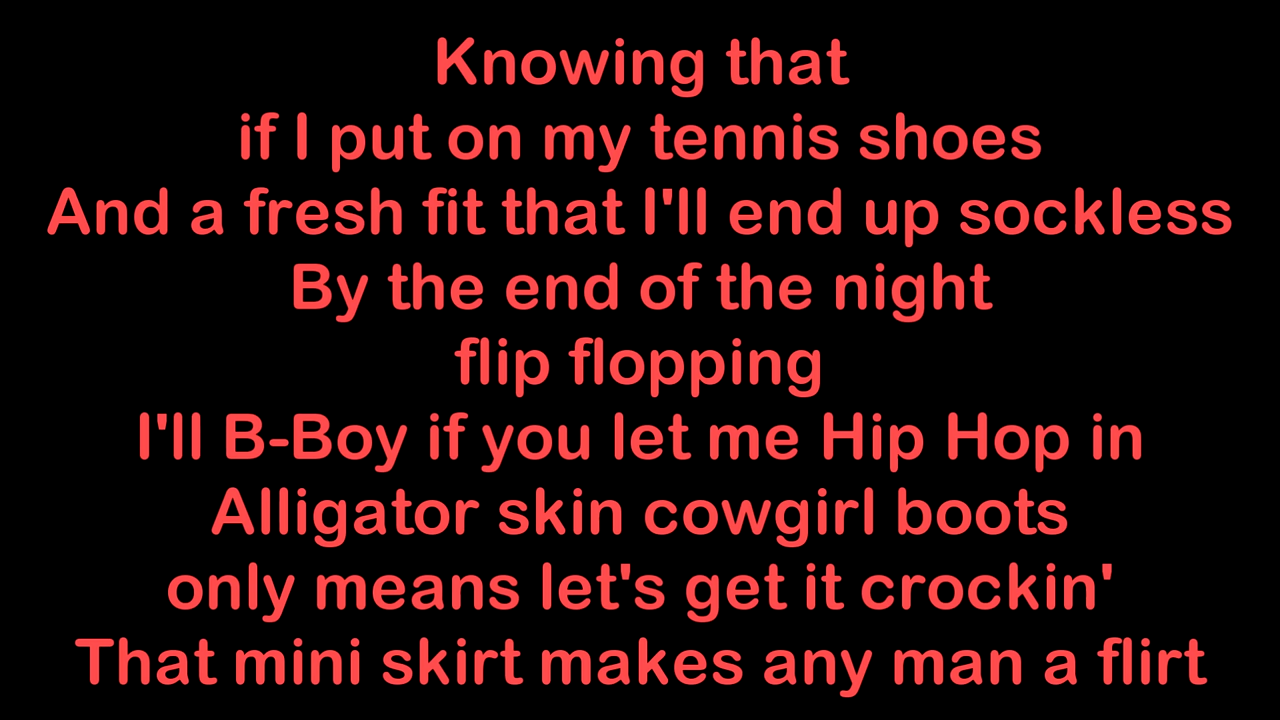 Knowing that
if I put on my tennis shoes
And a fresh fit that I'll end up sockless
By the end of the night
flip flopping
I'll B-Boy if you let me Hip Hop in
Alligator skin cowgirl boots
only means let's get it crockin'
That mini skirt makes any man a flirt